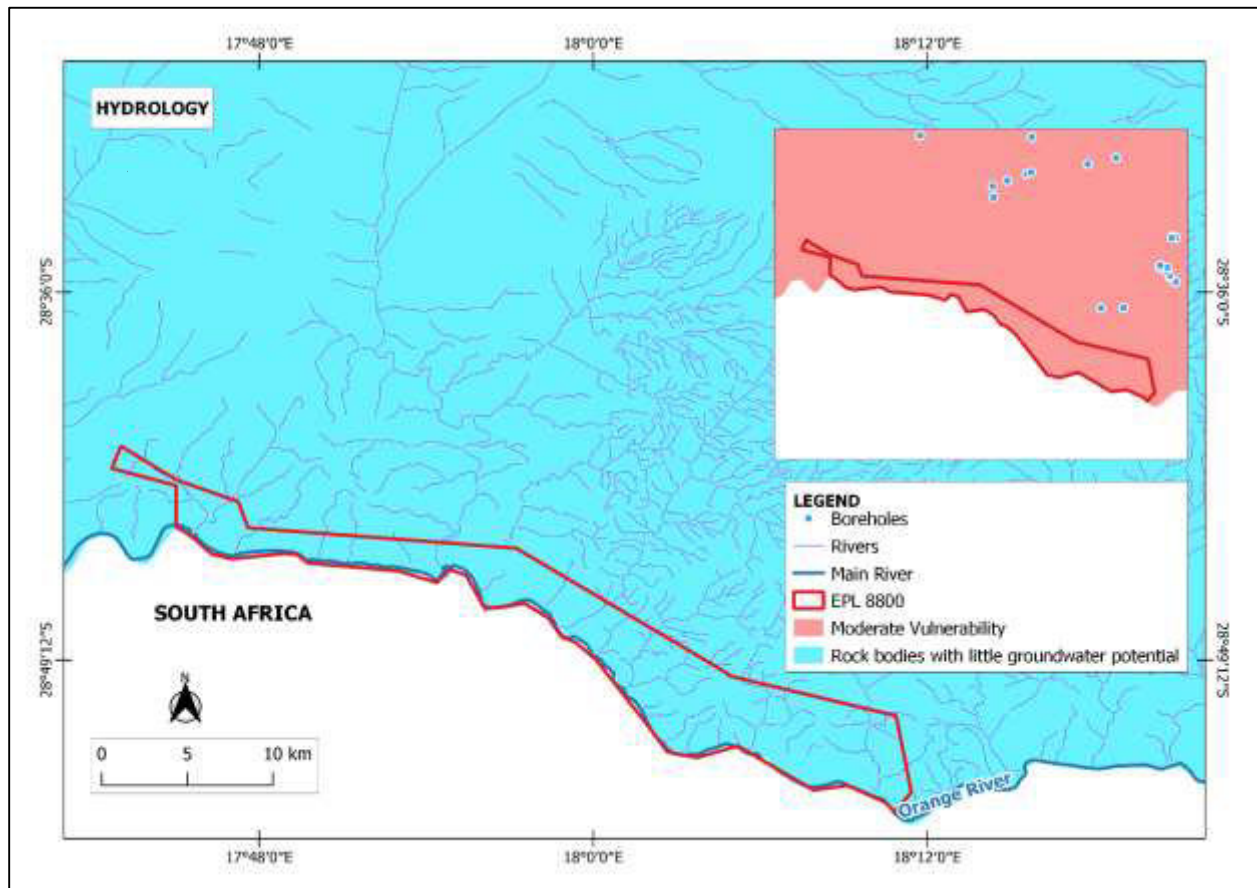 17°48'0"E 18°0'0"E 18°12'0"E
HYDROLOGY
28°36'0"S
28°36'0"S
LEGEND
Boreholes
Rivers
Main River
EPL 8800
Moderate Vulnerability
Rock bodies with little groundwater potential
SOUTH AFRICA
28°49'12"S
28°49'12"S
N
0 5 10 km
Orange River
17°48'0"E 18°0'0"E 18°12'0"E